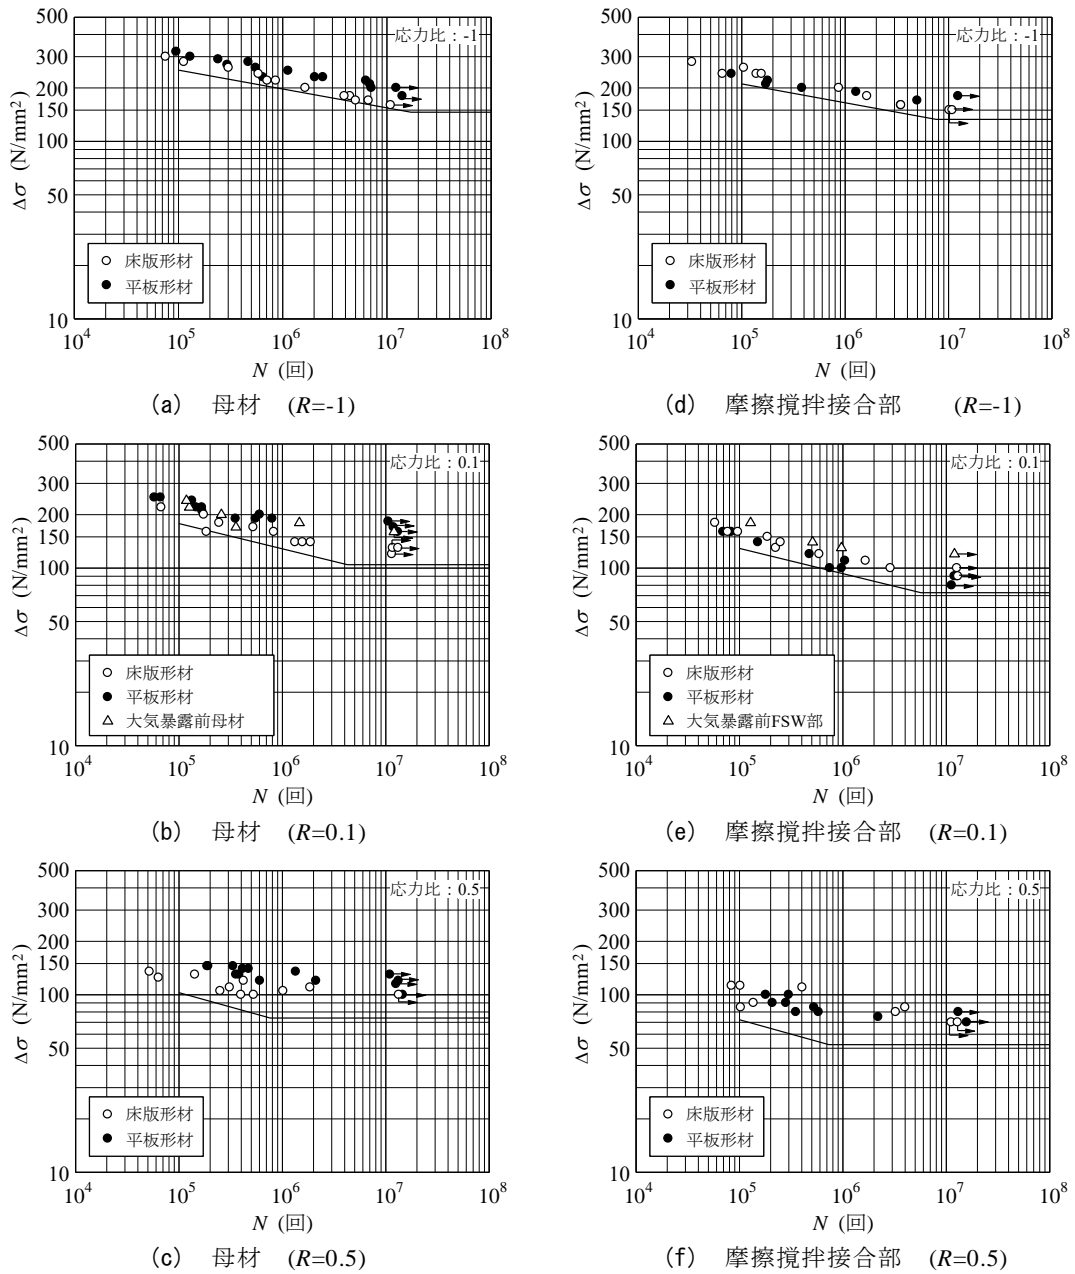 500
300
200
150
100
50
10
Δσ (N/mm²)
応力比：-1
床版形材
平板形材
10⁴ 10⁵ 10⁶ 10⁷ 10⁸
N (回)
(a) 母材 (R=-1)
500
300
200
150
100
50
10
Δσ (N/mm²)
応力比：-1
床版形材
平板形材
10⁴ 10⁵ 10⁶ 10⁷ 10⁸
N (回)
(d) 摩擦撹拌接合部 (R=-1)
500
300
200
150
100
50
10
Δσ (N/mm²)
応力比：0.1
床版形材
平板形材
大気暴露前母材
10⁴ 10⁵ 10⁶ 10⁷ 10⁸
N (回)
(b) 母材 (R=0.1)
500
300
200
150
100
50
10
Δσ (N/mm²)
応力比：0.1
床版形材
平板形材
大気暴露前FSW部
10⁴ 10⁵ 10⁶ 10⁷ 10⁸
N (回)
(e) 摩擦撹拌接合部 (R=0.1)
500
300
200
150
100
50
10
Δσ (N/mm²)
応力比：0.5
床版形材
平板形材
10⁴ 10⁵ 10⁶ 10⁷ 10⁸
N (回)
(c) 母材 (R=0.5)
500
300
200
150
100
50
10
Δσ (N/mm²)
応力比：0.5
床版形材
平板形材
10⁴ 10⁵ 10⁶ 10⁷ 10⁸
N (回)
(f) 摩擦撹拌接合部 (R=0.5)